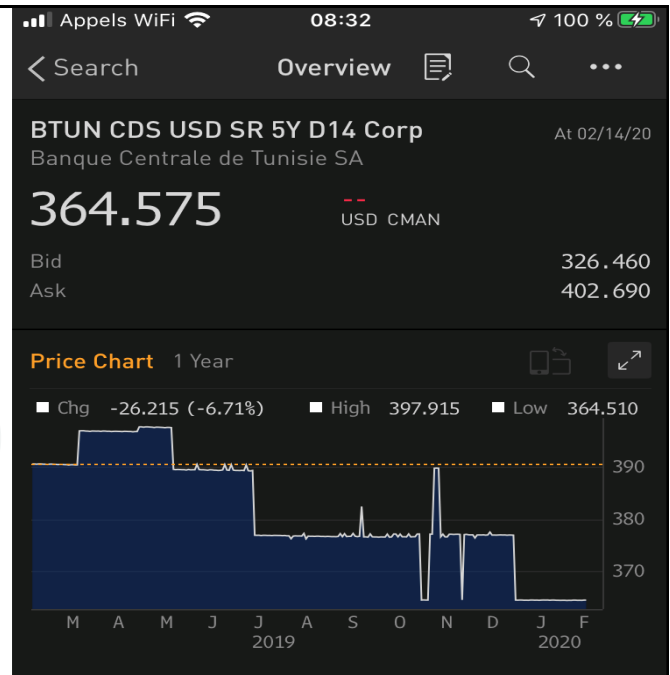 Appels WiFi 08:32 100 %
Search Overview
BTUN CDS USD SR 5Y D14 Corp At 02/14/20
Banque Centrale de Tunisie SA
364.575 --
USD CMAN
Bid 326.460
Ask 402.690
Price Chart 1 Year
Chg -26.215 (-6.71%) High 397.915 Low 364.510
390
380
370
M A M J J A S O N D J F
2019 2020